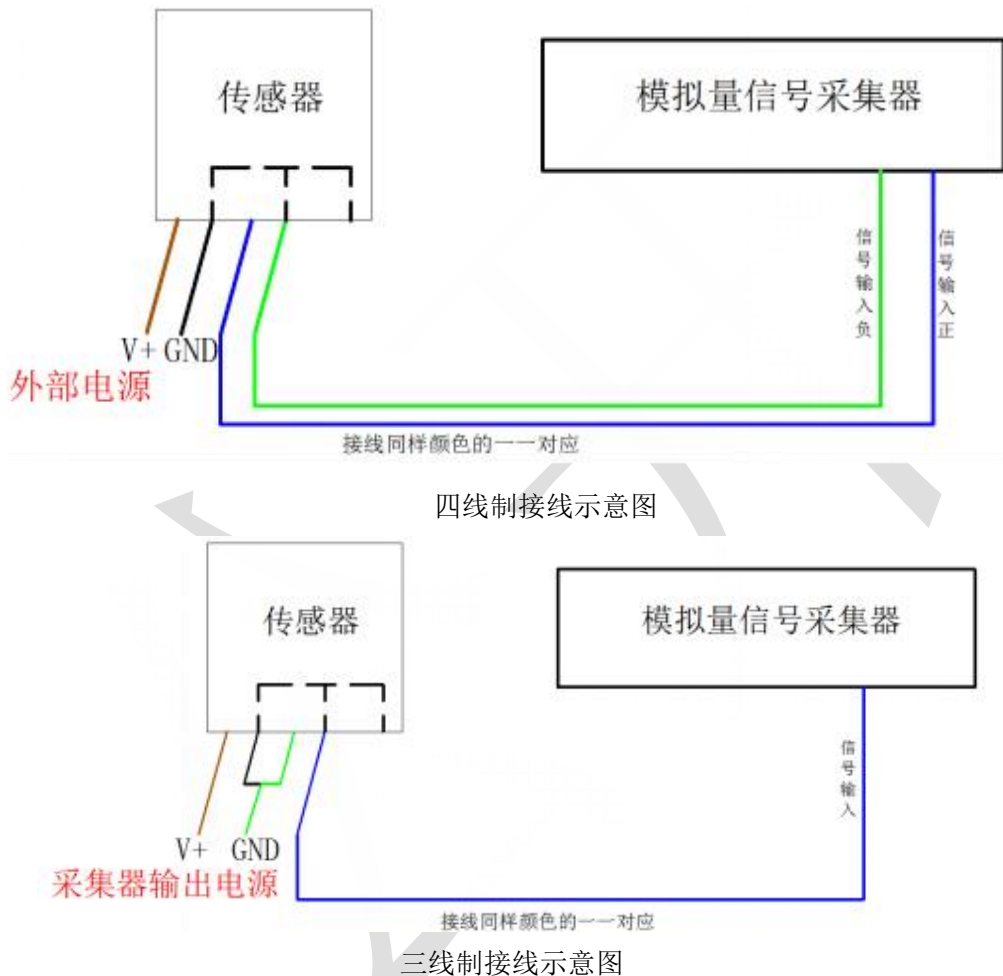 传感器
模拟量信号采集器
信号输入负
信号输入正
V+ GND
外部电源
接线同样颜色的一一对应
四线制接线示意图
传感器
模拟量信号采集器
信号输入
V+ GND
采集器输出电源
接线同样颜色的一一对应
三线制接线示意图